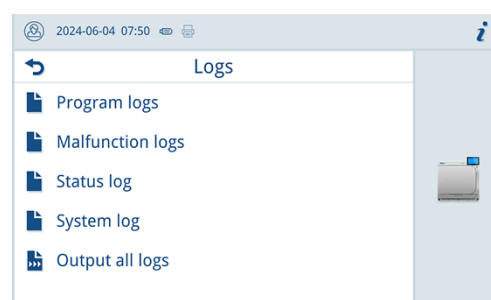 2024-06-04 07:50
i
Logs
Program logs
Malfunction logs
Status log
System log
Output all logs